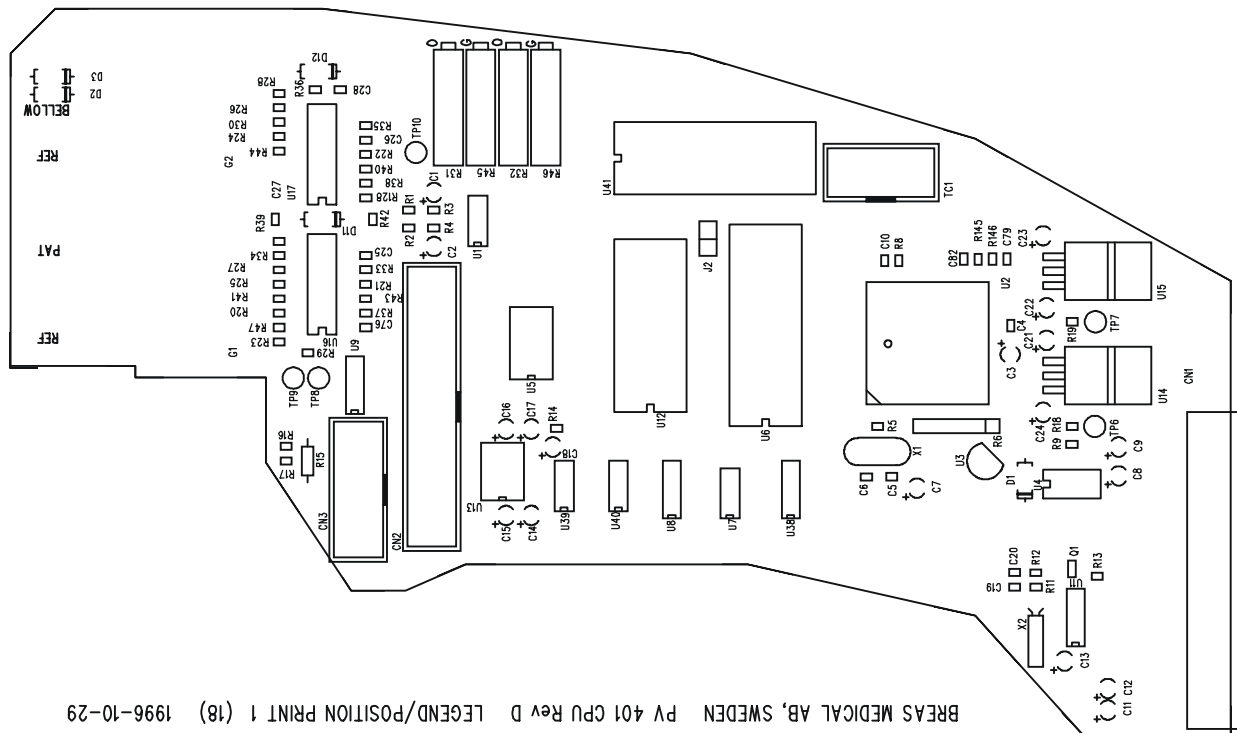 D3
D2
BELLOW
REF
PAT
REF
R28
R26
R30
R24
R44
G2
C27
U17
R39
D12
R36
C28
R35
C26
R22
R40
R38
R128
R42
D11
TP10
O
G
O
G
R31
R45
R32
R46
C1
R1
R3
R2
R4
C2
U1
R34
R27
R25
R41
R20
R47
R23
G1
C25
R33
R21
R43
R37
C76
U16
R29
U9
TP9
TP8
R16
R17
R15
CN3
CN2
U5
C16
C17
R14
C18
U13
C15
C14
U39
U40
U8
U7
U38
U41
TC1
J2
U12
U6
C10
R8
C82
R145
R146
C79
U2
C23
U15
C22
C4
C21
R19
TP7
C3
U14
CN1
C24
R18
R9
TP6
C9
C8
R5
R6
X1
U3
C6
C5
C7
D1
U4
C20
R12
Q1
R13
C19
R11
U11
X2
C13
C12
C11
BREAS MEDICAL AB, SWEDEN PV 401 CPU Rev D LEGEND/POSITION PRINT 1 (18) 1996-10-29